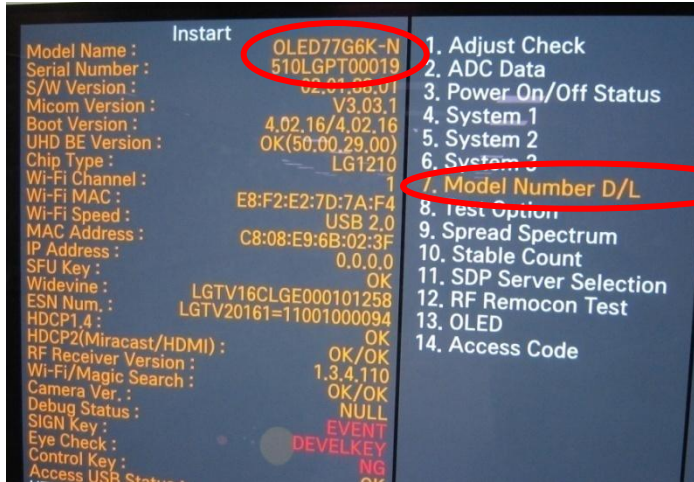 Instart
Model Name : OLED77G6K-N
Serial Number : 510LGPT00019
S/W Version :
Micom Version : V3.03.1
Boot Version : 4.02.16/4.02.16
UHD BE Version : OK(50.00.29.00)
Chip Type : LG1210
Wi-Fi Channel : 1
Wi-Fi MAC : E8:F2:E2:7D:7A:F4
Wi-Fi Speed : USB 2.0
MAC Address : C8:08:E9:6B:02:3F
IP Address : 0.0.0.0
SFU Key : OK
Widevine : LGTV16CLGE000101258
ESN Num. : LGTV20161=11001000094
HDCP1.4 : OK
HDCP2(Miracast/HDMI) : OK/OK
RF Receiver Version : 1.3.4.110
Wi-Fi/Magic Search : OK/OK
Camera Ver. : NULL
Debug Status : EVENT
SIGN Key : DEVELKEY
Eye Check : NG
Control Key : OK
Access USB Status :
1. Adjust Check
2. ADC Data
3. Power On/Off Status
4. System 1
5. System 2
6. System 3
7. Model Number D/L
8. Test Option
9. Spread Spectrum
10. Stable Count
11. SDP Server Selection
12. RF Remocon Test
13. OLED
14. Access Code